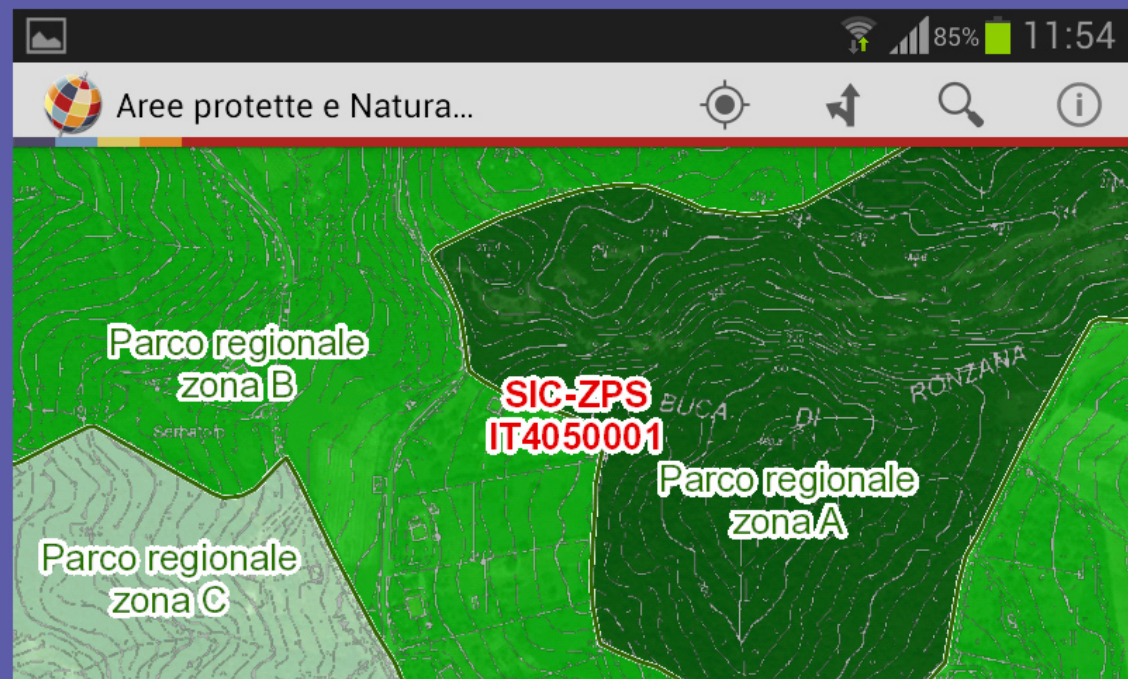 85% 11:54
Aree protette e Natura...
Parco regionale
zona B
SIC-ZPS
IT4050001
BUCA DI RONZANA
Parco regionale
zona A
Parco regionale
zona C